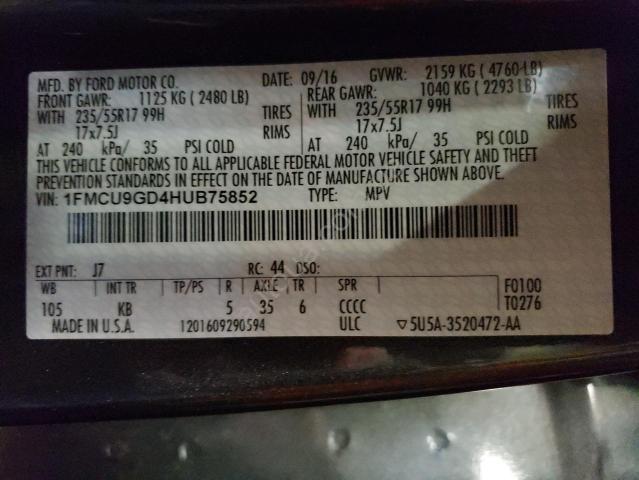 MFD. BY FORD MOTOR CO. DATE: 09/16 GVWR: 2159 KG ( 4760 LB)
FRONT GAWR: 1125 KG ( 2480 LB) REAR GAWR: 1040 KG ( 2293 LB)
WITH 235/55R17 99H TIRES WITH 235/55R17 99H TIRES
17x7.5J RIMS 17x7.5J RIMS
AT 240 kPa/ 35 PSI COLD AT 240 kPa/ 35 PSI COLD
THIS VEHICLE CONFORMS TO ALL APPLICABLE FEDERAL MOTOR VEHICLE SAFETY AND THEFT
PREVENTION STANDARDS IN EFFECT ON THE DATE OF MANUFACTURE SHOWN ABOVE.
VIN: 1FMCU9GD4HUB75852 TYPE: MPV
EXT PNT: J7 RC: 44 DSO:
WB INT TR TP/PS R AXLE TR SPR F0100
105 KB 5 35 6 CCCC T0276
MADE IN U.S.A. 1201609290594 ULC ▽5U5A-3520472-AA